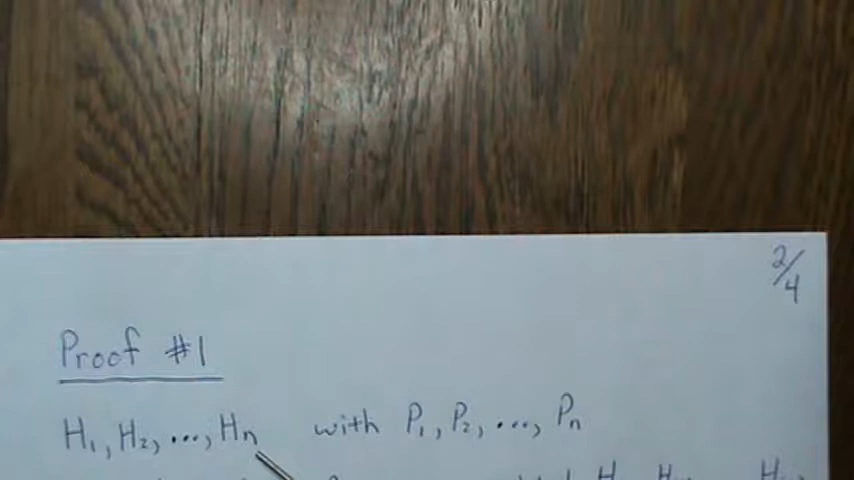 2/4
Proof #1
H₁, H₂, ..., Hₙ with P₁, P₂, ..., Pₙ